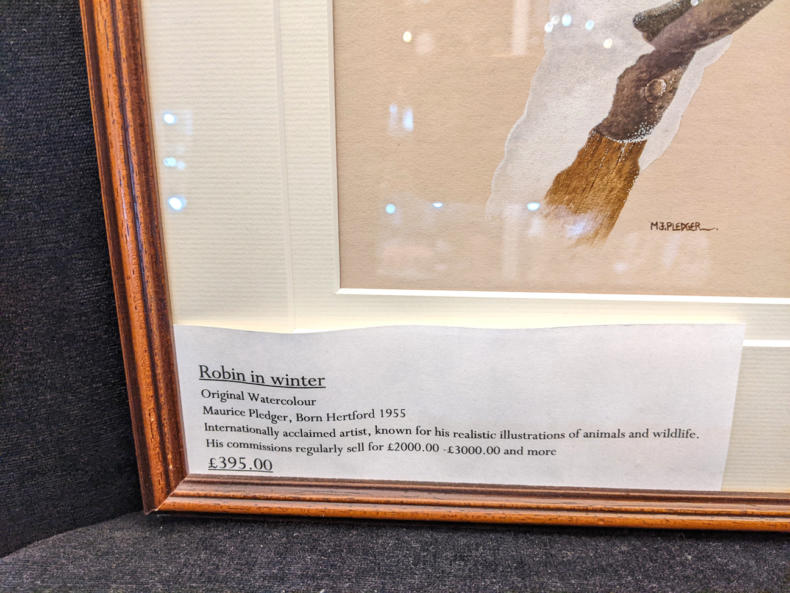 M.J.PLEDGER
Robin in winter
Original Watercolour
Maurice Pledger, Born Hertford 1955
Internationally acclaimed artist, known for his realistic illustrations of animals and wildlife.
His commissions regularly sell for £2000.00 -£3000.00 and more
£395.00